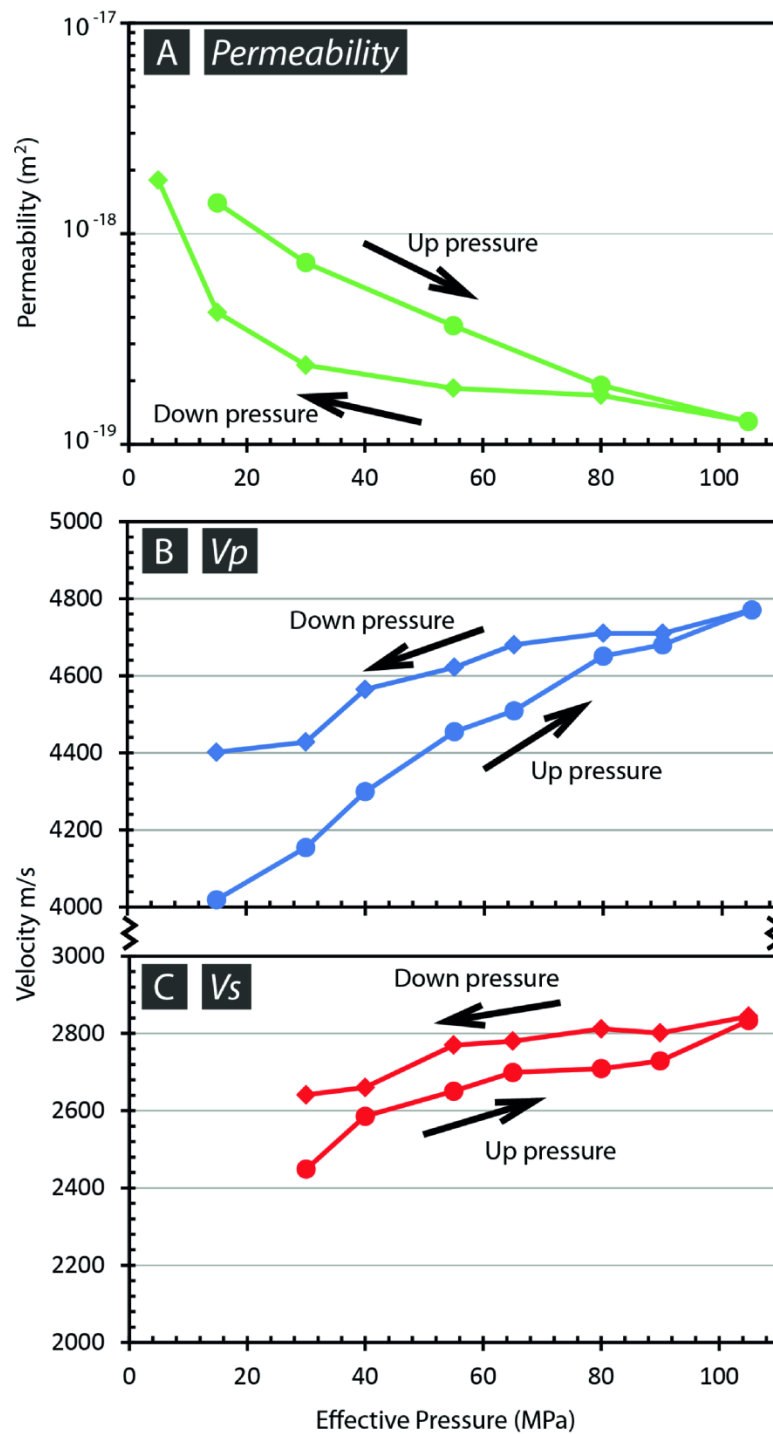 A Permeability
10-17
10-18
10-19
Permeability (m2)
Up pressure
Down pressure
0 20 40 60 80 100
B Vp
5000
4800
4600
4400
4200
4000
Down pressure
Up pressure
Velocity m/s
C Vs
3000
2800
2600
2400
2200
2000
Down pressure
Up pressure
0 20 40 60 80 100
Effective Pressure (MPa)